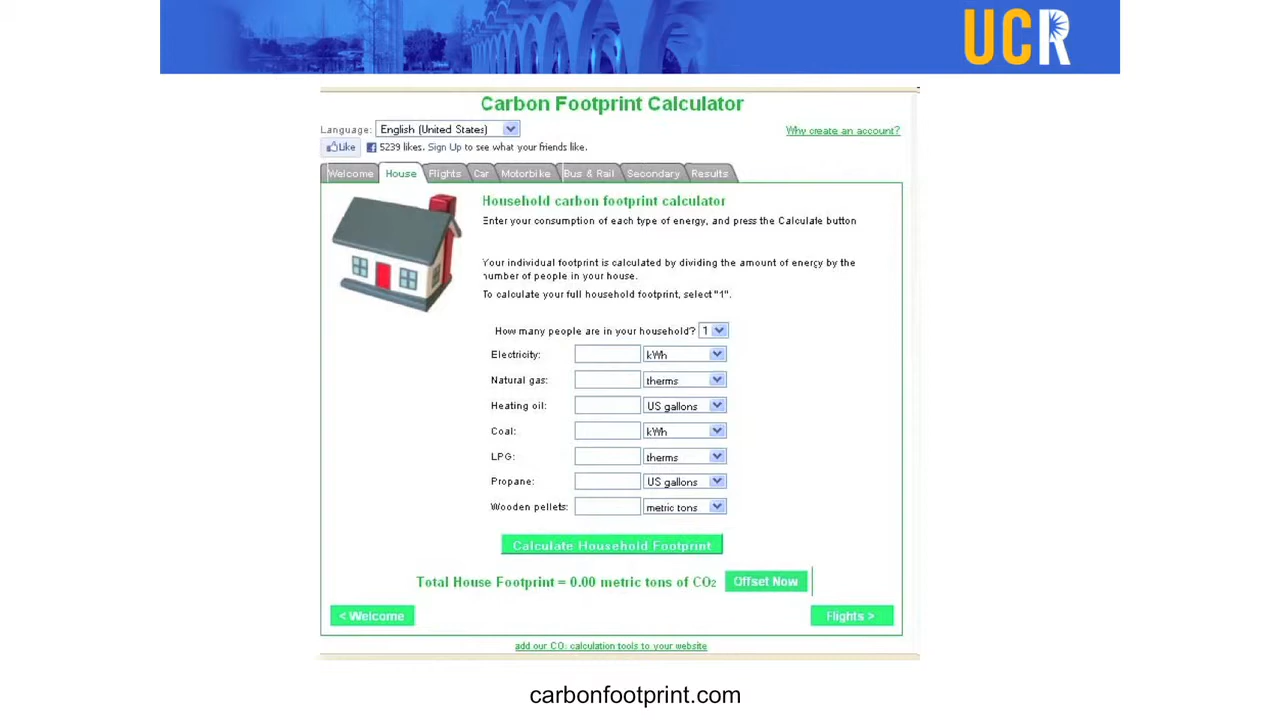 UCR
Carbon Footprint Calculator
Language: English (United States)
Why create an account?
Like 5239 likes. Sign Up to see what your friends like.
Welcome House Flights Car Motorbike Bus & Rail Secondary Results
Household carbon footprint calculator
Enter your consumption of each type of energy, and press the Calculate button
Your individual footprint is calculated by dividing the amount of energy by the
number of people in your house.
To calculate your full household footprint, select "1".
How many people are in your household? 1
Electricity: kWh
Natural gas: therms
Heating oil: US gallons
Coal: kWh
LPG: therms
Propane: US gallons
Wooden pellets: metric tons
Calculate Household Footprint
Total House Footprint = 0.00 metric tons of CO2 Offset Now
< Welcome Flights >
add our CO2 calculation tools to your website
carbonfootprint.com